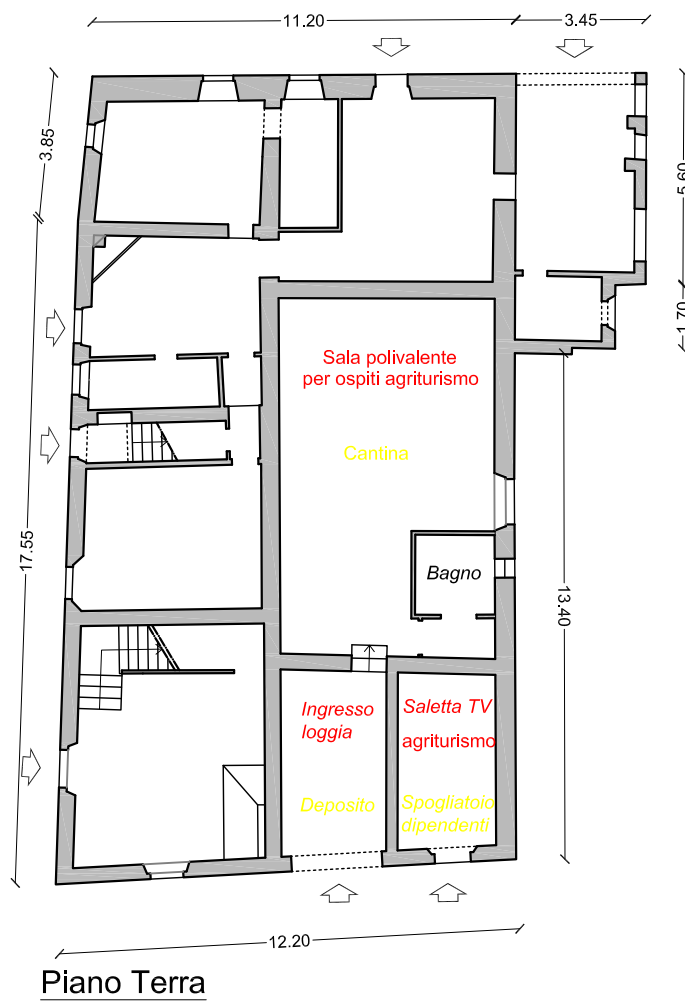 11.20
3.45
3.85
5.60
1.70
Sala polivalente
per ospiti agriturismo
Cantina
17.55
Bagno
13.40
Ingresso
loggia
Saletta TV
agriturismo
Deposito
Spogliatoio
dipendenti
12.20
Piano Terra